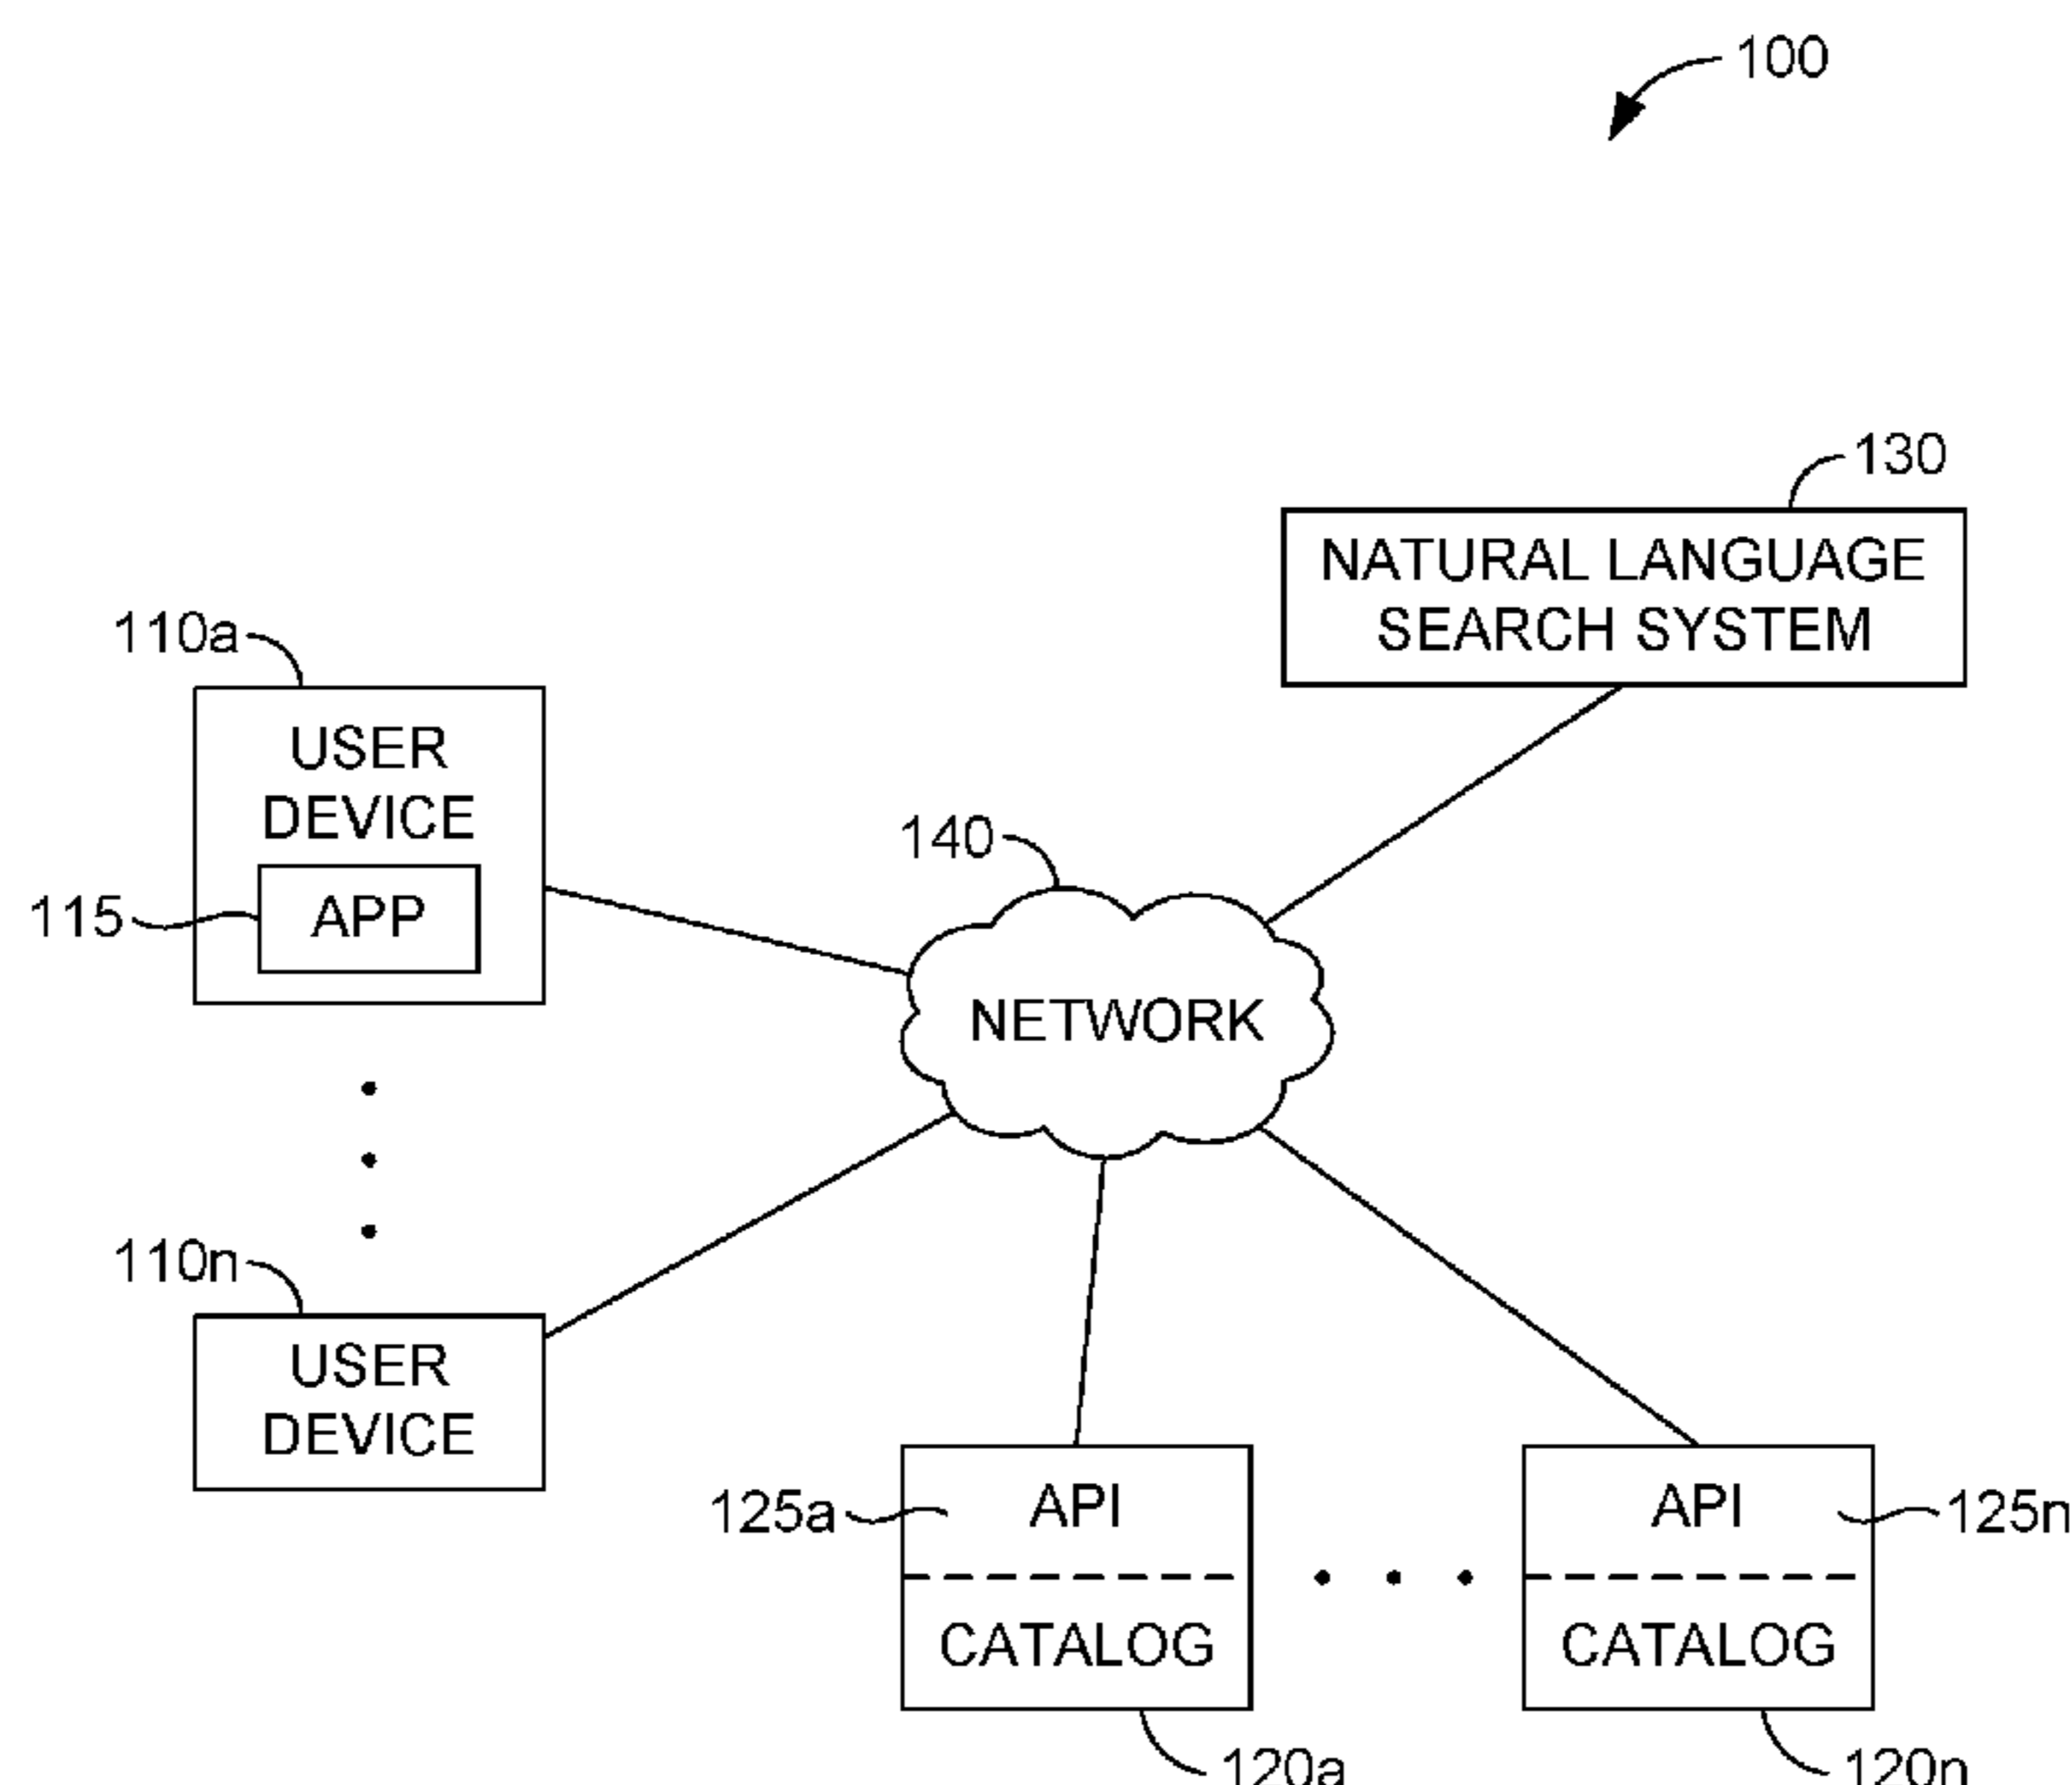 100
130
NATURAL LANGUAGE
SEARCH SYSTEM
110a
USER
DEVICE
115
APP
140
NETWORK
110n
USER
DEVICE
125a
API
CATALOG
120a
API
125n
CATALOG
120n